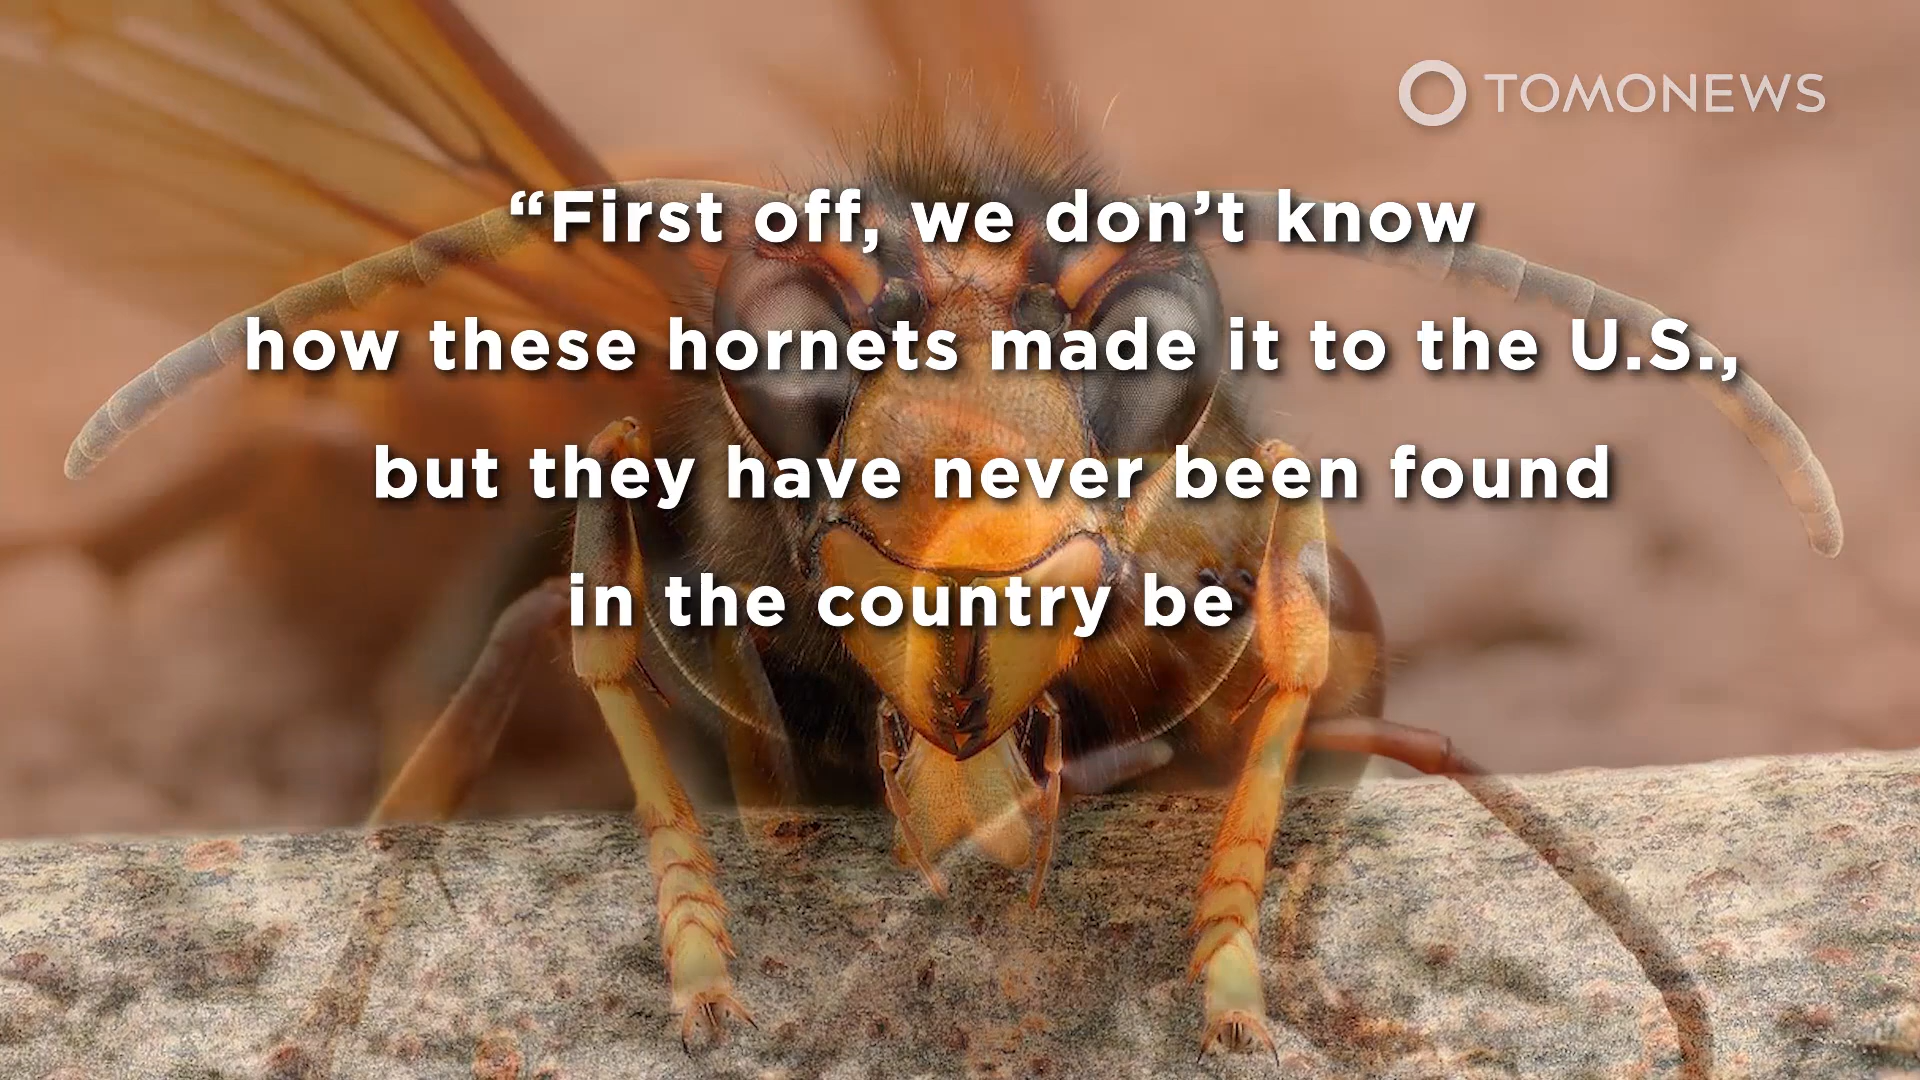 TOMONEWS
“First off, we don’t know
how these hornets made it to the U.S.,
but they have never been found
in the country be